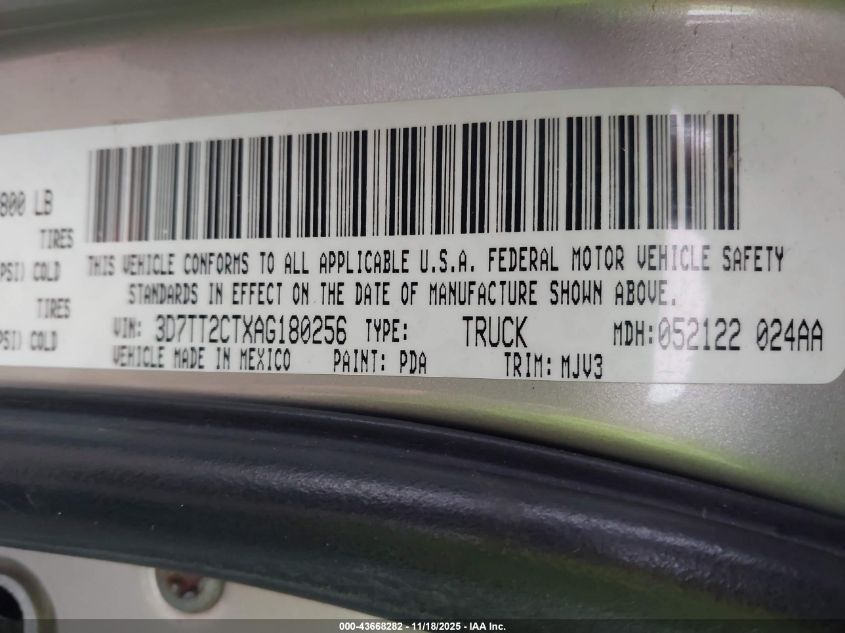 800 LB
TIRES
PSI) COLD
TIRES
PSI) COLD
THIS VEHICLE CONFORMS TO ALL APPLICABLE U.S.A. FEDERAL MOTOR VEHICLE SAFETY
STANDARDS IN EFFECT ON THE DATE OF MANUFACTURE SHOWN ABOVE.
VIN: 3D7TT2CTXAG180256 TYPE: TRUCK MDH:052122 024AA
VEHICLE MADE IN MEXICO PAINT: PDA TRIM: MJV3
000-43668282 - 11/18/2025 - IAA Inc.